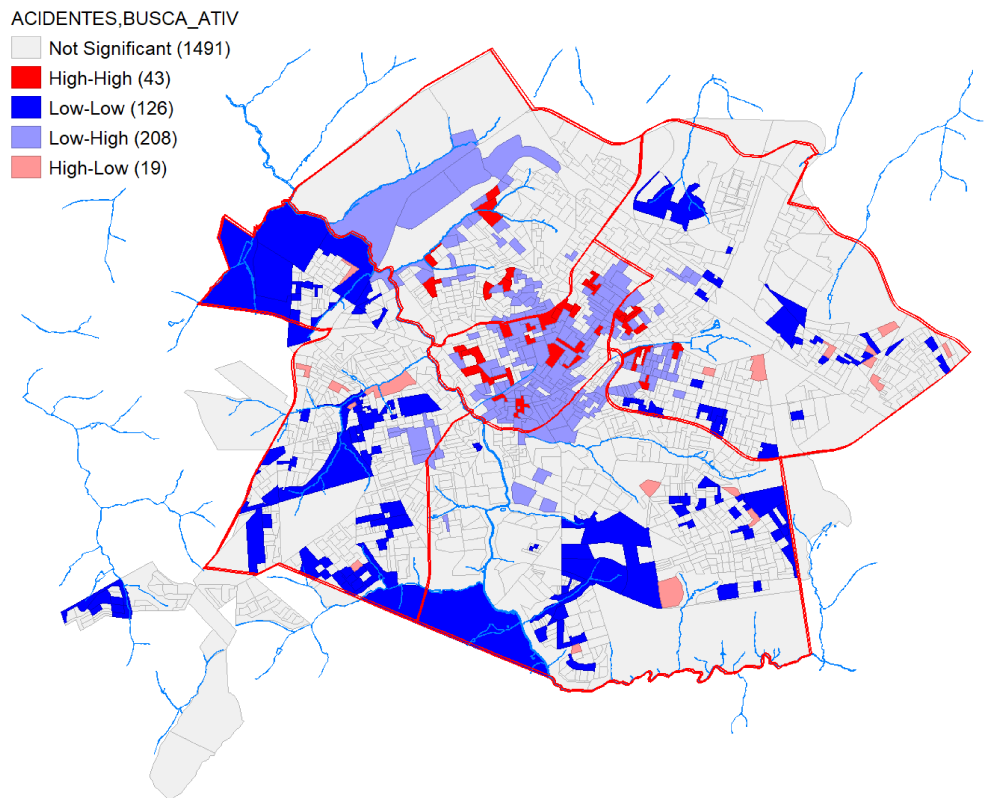 ACIDENTES,BUSCA_ATIV
Not Significant (1491)
High-High (43)
Low-Low (126)
Low-High (208)
High-Low (19)